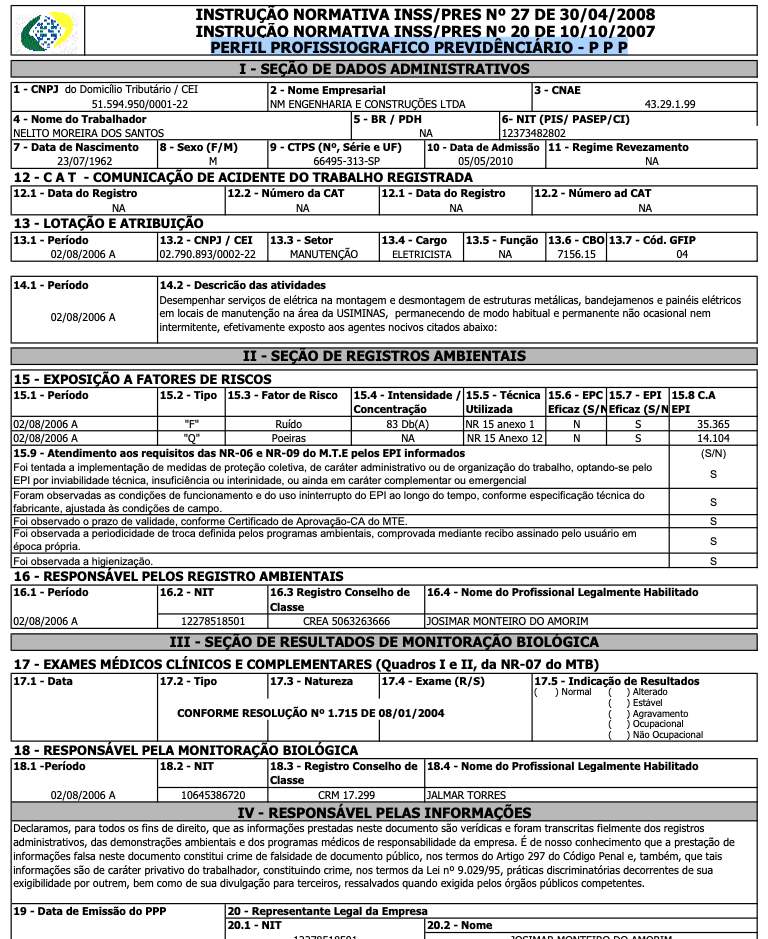 INSTRUÇÃO NORMATIVA INSS/PRES Nº 27 DE 30/04/2008
INSTRUÇÃO NORMATIVA INSS/PRES Nº 20 DE 10/10/2007
PERFIL PROFISSIOGRAFICO PREVIDÊNCIÁRIO - P P P
I - SEÇÃO DE DADOS ADMINISTRATIVOS
1 - CNPJ do Domicílio Tributário / CEI 2 - Nome Empresarial 3 - CNAE
51.594.950/0001-22 NM ENGENHARIA E CONSTRUÇÕES LTDA 43.29.1.99
4 - Nome do Trabalhador 5 - BR / PDH 6- NIT (PIS/ PASEP/CI)
NELITO MOREIRA DOS SANTOS NA 12373482802
7 - Data de Nascimento 8 - Sexo (F/M) 9 - CTPS (Nº, Série e UF) 10 - Data de Admissão 11 - Regime Revezamento
23/07/1962 M 66495-313-SP 05/05/2010 NA
12 - C A T - COMUNICAÇÃO DE ACIDENTE DO TRABALHO REGISTRADA
12.1 - Data do Registro 12.2 - Número da CAT 12.1 - Data do Registro 12.2 - Número ad CAT
NA NA NA NA
13 - LOTAÇÃO E ATRIBUIÇÃO
13.1 - Período 13.2 - CNPJ / CEI 13.3 - Setor 13.4 - Cargo 13.5 - Função 13.6 - CBO 13.7 - Cód. GFIP
02/08/2006 A 02.790.893/0002-22 MANUTENÇÃO ELETRICISTA NA 7156.15 04
14.1 - Período 14.2 - Descricão das atividades
Desempenhar serviços de elétrica na montagem e desmontagem de estruturas metálicas, bandejamenos e painéis elétricos
02/08/2006 A em locais de manutenção na área da USIMINAS, permanecendo de modo habitual e permanente não ocasional nem
intermitente, efetivamente exposto aos agentes nocivos citados abaixo:
II - SEÇÃO DE REGISTROS AMBIENTAIS
15 - EXPOSIÇÃO A FATORES DE RISCOS
15.1 - Período 15.2 - Tipo 15.3 - Fator de Risco 15.4 - Intensidade / 15.5 - Técnica 15.6 - EPC 15.7 - EPI 15.8 C.A
Concentração Utilizada Eficaz (S/N Eficaz (S/N EPI
02/08/2006 A "F" Ruído 83 Db(A) NR 15 anexo 1 N S 35.365
02/08/2006 A "Q" Poeiras NA NR 15 Anexo 12 N S 14.104
15.9 - Atendimento aos requisitos das NR-06 e NR-09 do M.T.E pelos EPI informados (S/N)
Foi tentada a implementação de medidas de proteção coletiva, de caráter administrativo ou de organização do trabalho, optando-se pelo
EPI por inviabilidade técnica, insuficiência ou interinidade, ou ainda em caráter complementar ou emergencial S
Foram observadas as condições de funcionamento e do uso ininterrupto do EPI ao longo do tempo, conforme especificação técnica do
fabricante, ajustada às condições de campo. S
Foi observado o prazo de validade, conforme Certificado de Aprovação-CA do MTE. S
Foi observada a periodicidade de troca definida pelos programas ambientais, comprovada mediante recibo assinado pelo usuário em
época própria. S
Foi observada a higienização. S
16 - RESPONSÁVEL PELOS REGISTRO AMBIENTAIS
16.1 - Período 16.2 - NIT 16.3 Registro Conselho de 16.4 - Nome do Profissional Legalmente Habilitado
Classe
02/08/2006 A 12278518501 CREA 5063263666 JOSIMAR MONTEIRO DO AMORIM
III - SEÇÃO DE RESULTADOS DE MONITORAÇÃO BIOLÓGICA
17 - EXAMES MÉDICOS CLÍNICOS E COMPLEMENTARES (Quadros I e II, da NR-07 do MTB)
17.1 - Data 17.2 - Tipo 17.3 - Natureza 17.4 - Exame (R/S) 17.5 - Indicação de Resultados
( ) Normal ( ) Alterado
( ) Estável
CONFORME RESOLUÇÃO Nº 1.715 DE 08/01/2004 ( ) Agravamento
( ) Ocupacional
( ) Não Ocupacional
18 - RESPONSÁVEL PELA MONITORAÇÃO BIOLÓGICA
18.1 -Período 18.2 - NIT 18.3 - Registro Conselho de 18.4 - Nome do Profissional Legalmente Habilitado
Classe
02/08/2006 A 10645386720 CRM 17.299 JALMAR TORRES
IV - RESPONSÁVEL PELAS INFORMAÇÕES
Declaramos, para todos os fins de direito, que as informações prestadas neste documento são verídicas e foram transcritas fielmente dos registros
administrativos, das demonstrações ambientais e dos programas médicos de responsabilidade da empresa. É de nosso conhecimento que a prestação de
informações falsa neste documento constitui crime de falsidade de documento público, nos termos do Artigo 297 do Código Penal e, também, que tais
informações são de caráter privativo do trabalhador, constituindo crime, nos termos da Lei nº 9.029/95, práticas discriminatórias decorrentes de sua
exigibilidade por outrem, bem como de sua divulgação para terceiros, ressalvados quando exigida pelos órgãos públicos competentes.
19 - Data de Emissão do PPP 20 - Representante Legal da Empresa
20.1 - NIT 20.2 - Nome
12278518501 JOSIMAR MONTEIRO DO AMORIM